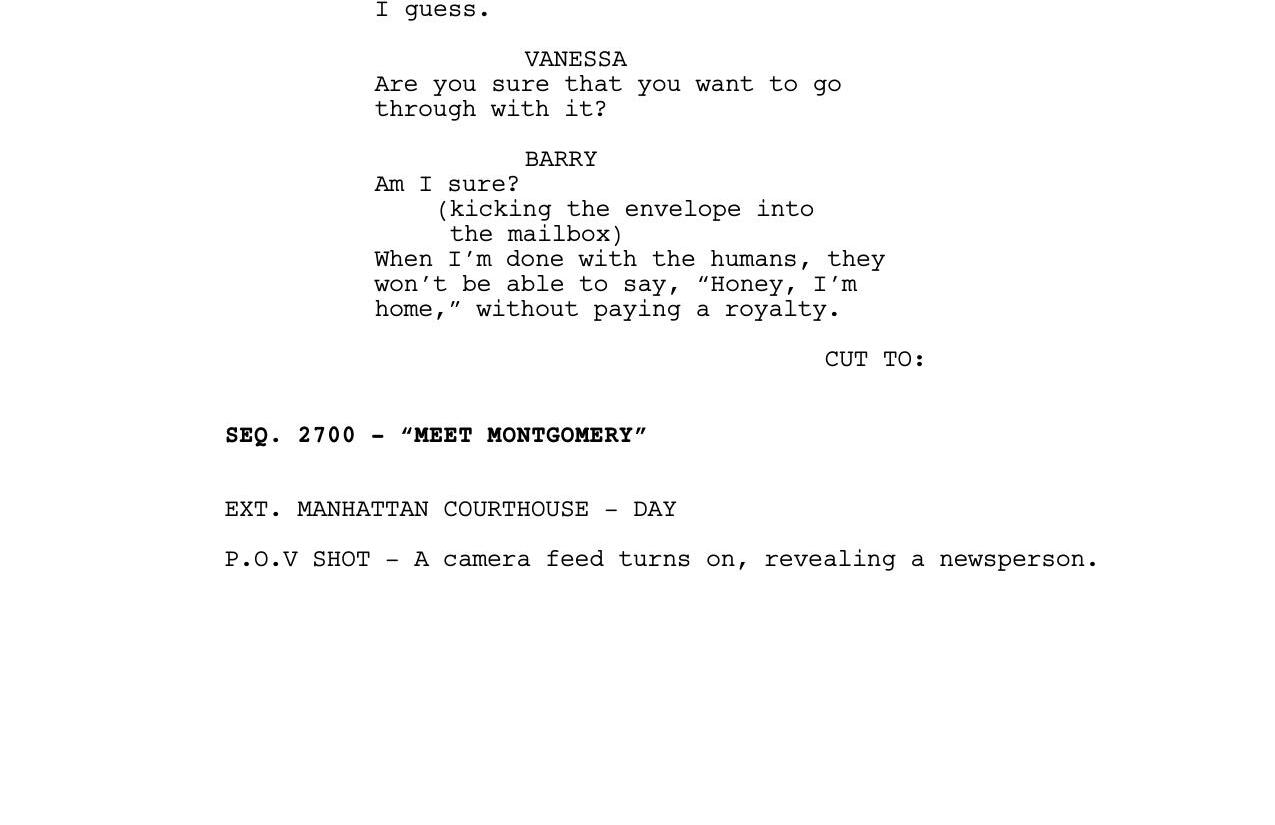 I guess.
VANESSA
Are you sure that you want to go
through with it?
BARRY
Am I sure?
(kicking the envelope into
the mailbox)
When I’m done with the humans, they
won’t be able to say, “Honey, I’m
home,” without paying a royalty.
CUT TO:
SEQ. 2700 – “MEET MONTGOMERY”
EXT. MANHATTAN COURTHOUSE – DAY
P.O.V SHOT – A camera feed turns on, revealing a newsperson.